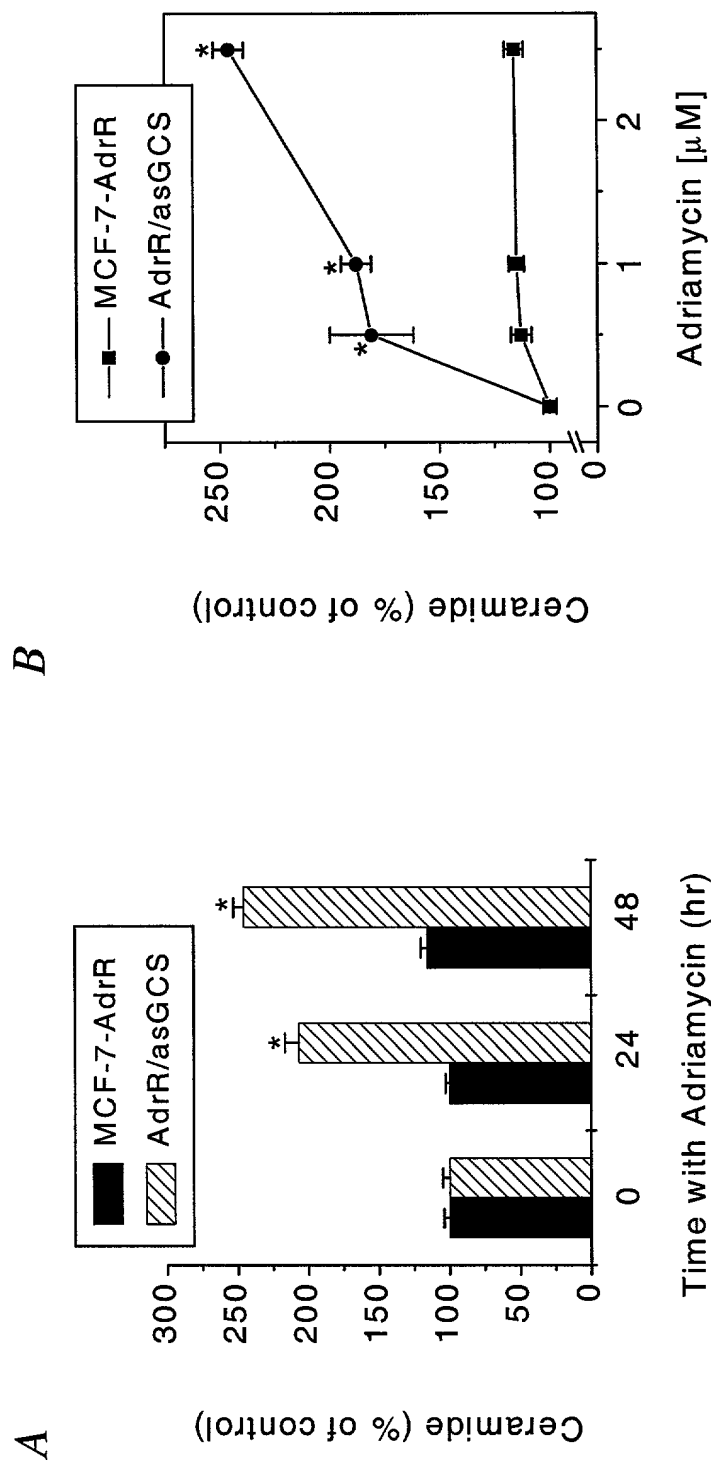 A
MCF-7-AdrR
AdrR/asGCS
Ceramide (% of control)
300
250
200
150
100
50
0
*
*
0
24
48
Time with Adriamycin (hr)
B
MCF-7-AdrR
AdrR/asGCS
Ceramide (% of control)
250
200
150
100
0
*
*
*
0
1
2
Adriamycin [μM]